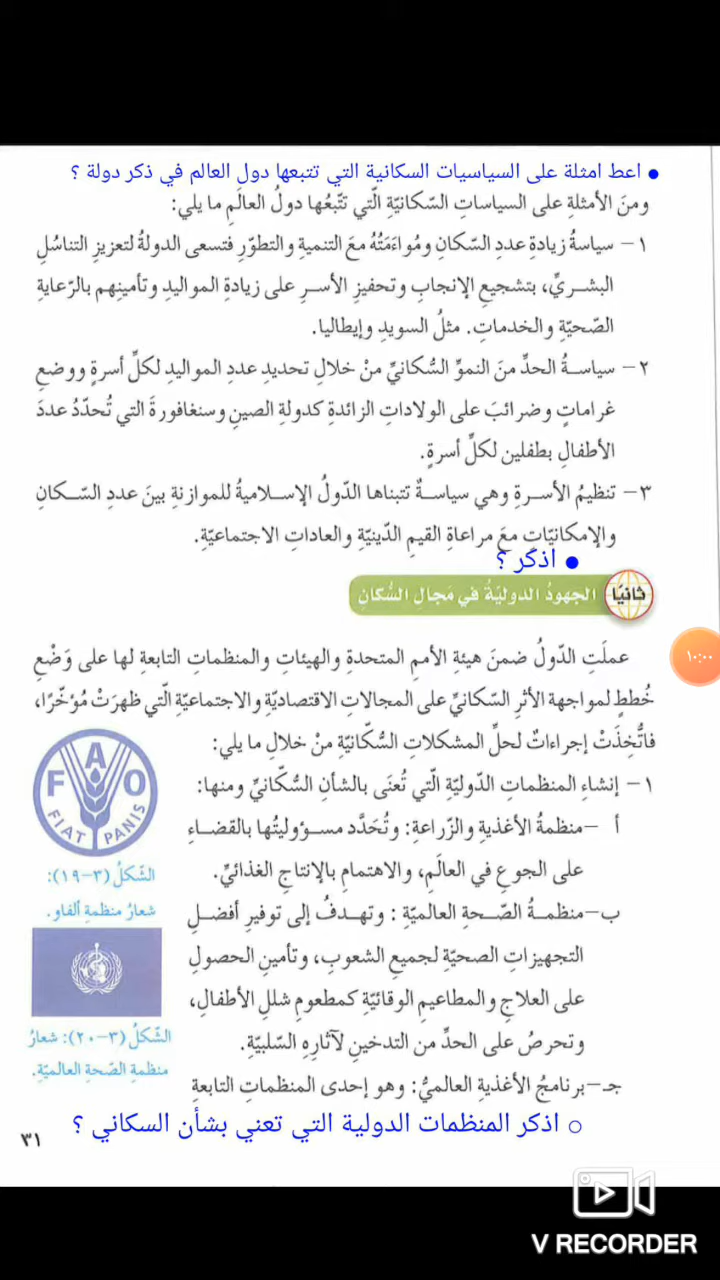 • اعط امثلة على السياسيات السكانية التي تتبعها دول العالم في ذكر دولة ؟
ومنَ الأمثلةِ على السياساتِ السّكانيّةِ الّتي تتّبعُها دولُ العالَمِ ما يلي:
١– سياسةُ زيادةِ عددِ السّكانِ ومُواءَمَتُهُ معَ التنميةِ والتطوّرِ فتسعى الدولةُ لتعزيزِ التناسُلِ
البشريِّ، بتشجيعِ الإنجابِ وتحفيزِ الأسرِ على زيادةِ المواليدِ وتأمينِهم بالرّعايةِ
الصّحيّةِ والخدماتِ. مثلُ السويدِ وإيطاليا.
٢– سياسةُ الحدِّ منَ النموِّ السُّكانيِّ منْ خلالِ تحديدِ عددِ المواليدِ لكلِّ أسرةٍ ووضعِ
غراماتٍ وضرائبَ على الولاداتِ الزائدةِ كدولةِ الصينِ وسنغافورةَ التي تُحدّدُ عددَ
الأطفالِ بطفلين لكلِّ أسرةٍ.
٣– تنظيمُ الأسرةِ وهي سياسةٌ تتبناها الدّولُ الإسلاميةُ للموازنةِ بينَ عددِ السّكانِ
والإمكانيّاتِ معَ مراعاةِ القيمِ الدّينيّةِ والعاداتِ الاجتماعيّةِ.
• اذكر ؟
ثانيًا الجهودُ الدوليّةُ في مَجالِ السُّكانِ
عملَتِ الدّولُ ضمنَ هيئةِ الأممِ المتحدةِ والهيئاتِ والمنظماتِ التابعةِ لها على وَضْعِ
خُططٍ لمواجهةِ الأثرِ السّكانيِّ على المجالاتِ الاقتصاديّةِ والاجتماعيّةِ الّتي ظهرَتْ مُؤخّرًا،
فاتُّخِذَتْ إجراءاتٌ لحلِّ المشكلاتِ السُّكّانيّةِ منْ خلالِ ما يلي:
١– إنشاءِ المنظماتِ الدّوليّةِ الّتي تُعنَى بالشأنِ السُّكّانيِّ ومنها:
أ –منظمةُ الأغذيةِ والزّراعةِ: وتُحَدَّد مسؤوليتُها بالقضاءِ
على الجوعِ في العالَمِ، والاهتمامِ بالإنتاجِ الغذائيِّ.
ب–منظمةُ الصّحةِ العالميّةِ : وتهدفُ إلى توفيرِ أفضلِ
التجهيزاتِ الصحيّةِ لجميعِ الشعوبِ، وتأمينِ الحصولِ
على العلاجِ والمطاعيمِ الوقائيّةِ كمطعومِ شللِ الأطفالِ،
وتحرصُ على الحدِّ من التدخينِ لآثارِهِ السّلبيّةِ.
جـ–برنامجُ الأغذيةِ العالميُّ: وهو إحدى المنظماتِ التابعةِ
F A O
FIAT PANIS
الشّكلُ (٣-١٩):
شعارُ منظمةِ ألفاو.
الشّكلُ (٣-٢٠): شعارُ
منظمةِ الصّحةِ العالميّةِ.
○ اذكر المنظمات الدولية التي تعني بشأن السكاني ؟
٣١
١٠:٠٠
V RECORDER